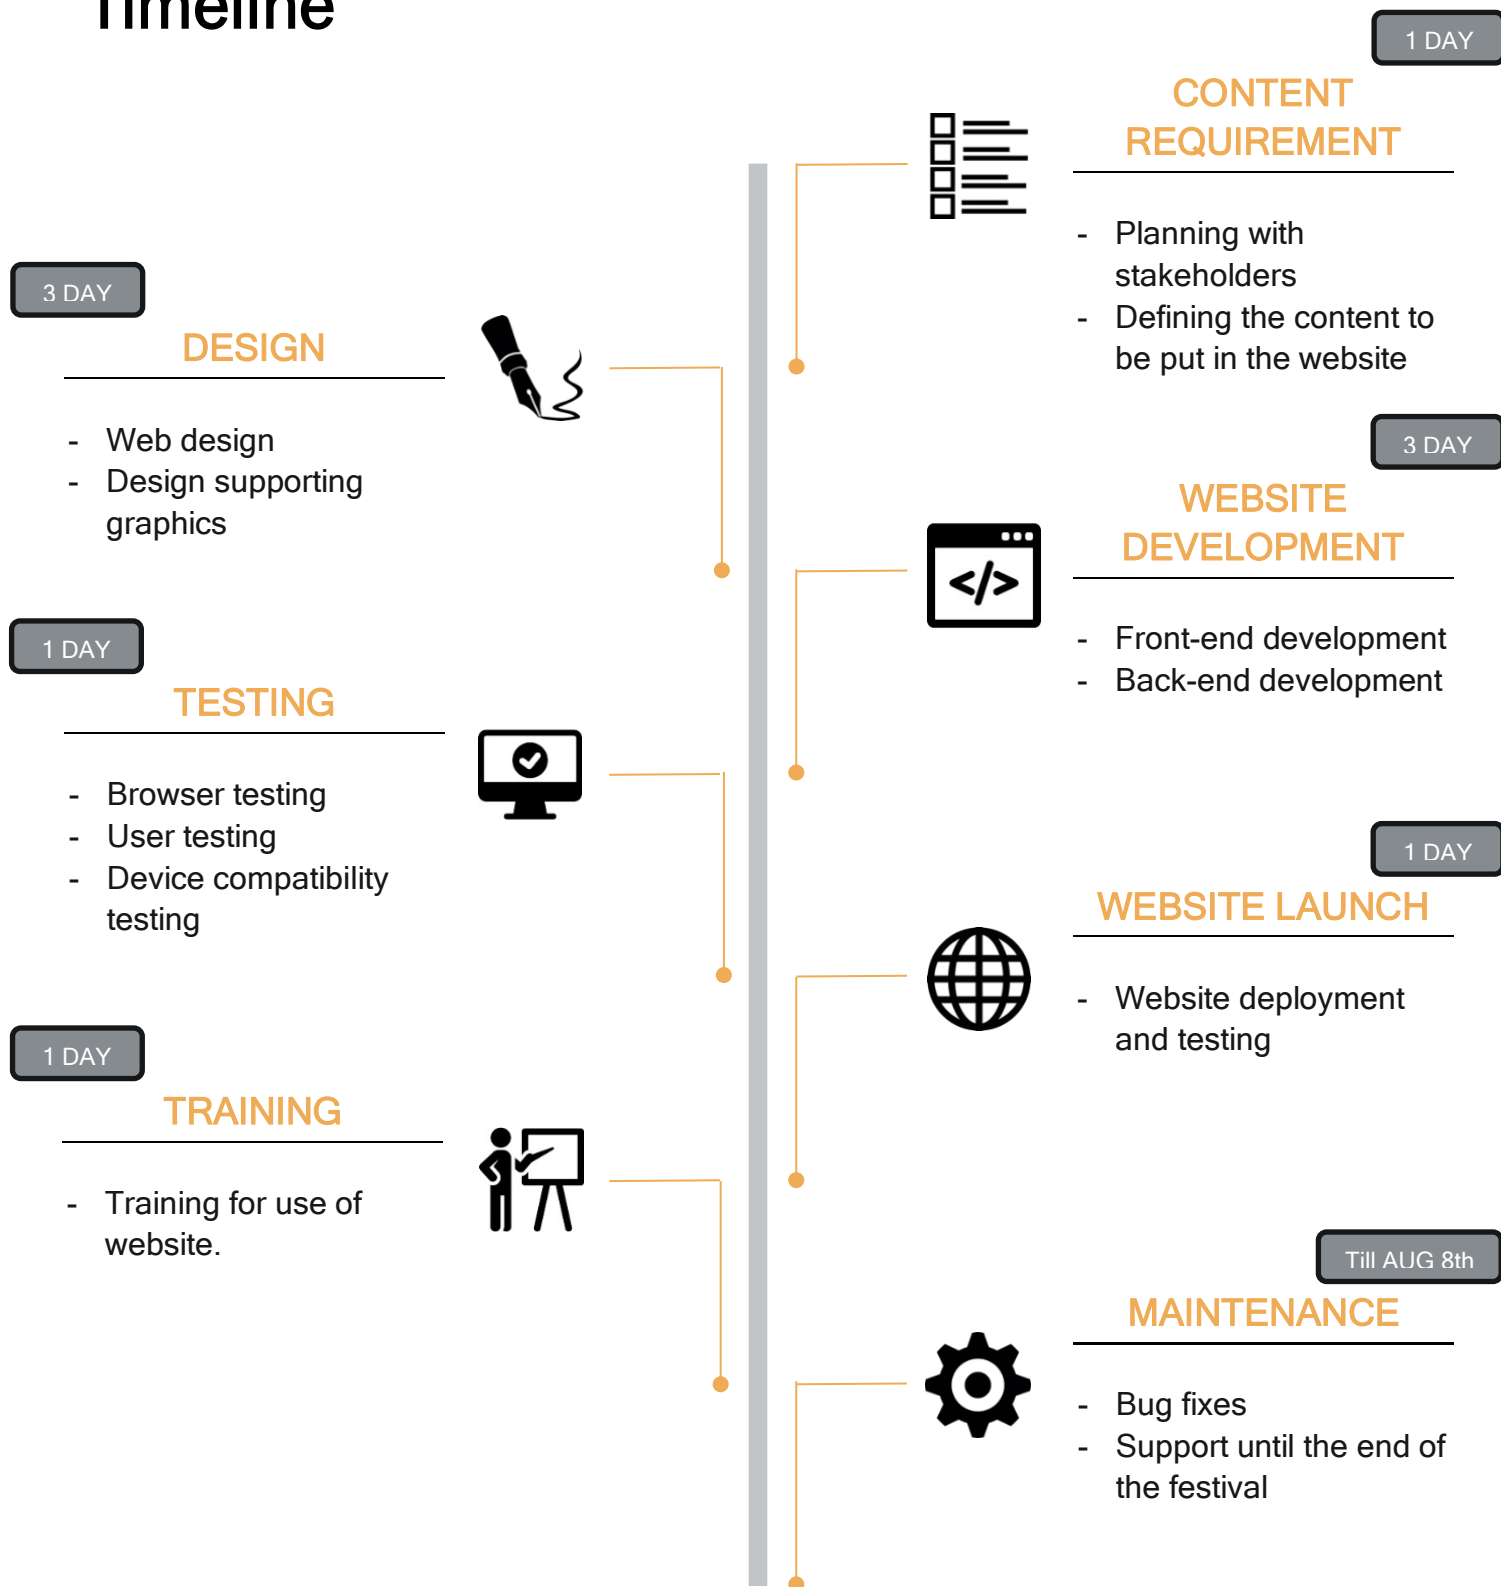 Timeline
1 DAY
CONTENT
REQUIREMENT
- Planning with
stakeholders
- Defining the content to
be put in the website
3 DAY
DESIGN
- Web design
- Design supporting
graphics
3 DAY
WEBSITE
DEVELOPMENT
</>
- Front-end development
- Back-end development
1 DAY
TESTING
- Browser testing
- User testing
- Device compatibility
testing
1 DAY
WEBSITE LAUNCH
- Website deployment
and testing
1 DAY
TRAINING
- Training for use of
website.
Till AUG 8th
MAINTENANCE
- Bug fixes
- Support until the end of
the festival